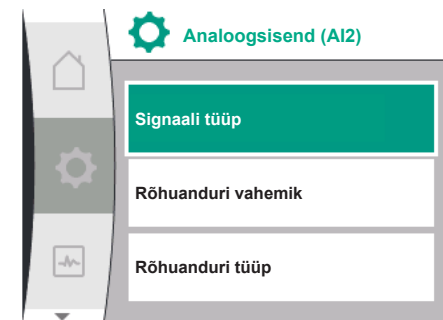 Analoogsisend (AI2)
Signaali tüüp
Rõhuanduri vahemik
Rõhuanduri tüüp